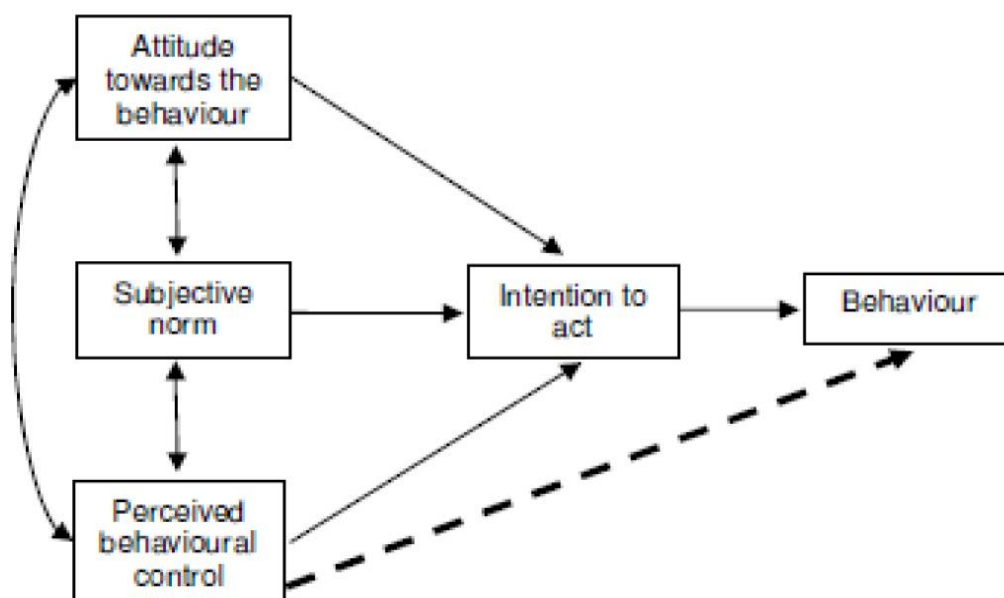 Attitude
towards the
behaviour
Subjective
norm
Intention to
act
Behaviour
Perceived
behavioural
control